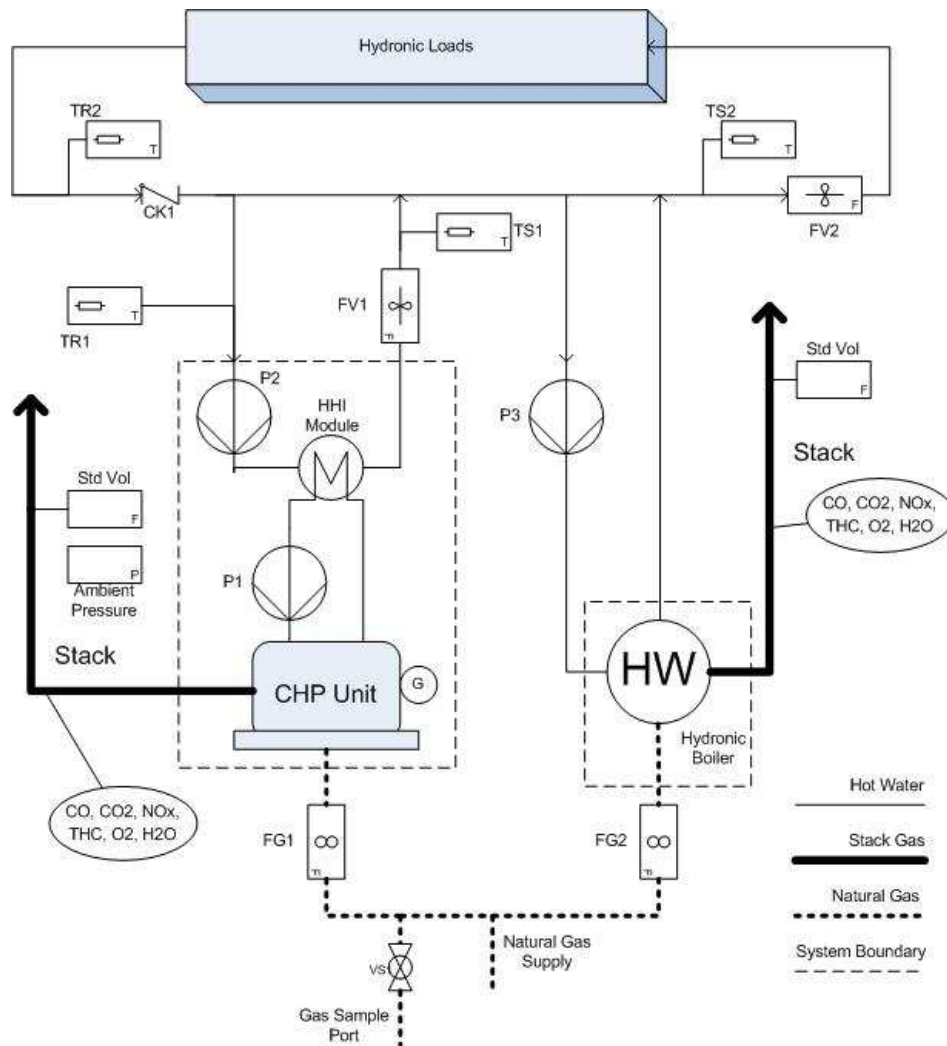 Hydronic Loads
TR2
T
TS2
T
CK1
F
FV2
TS1
T
FV1
F
TR1
T
Std Vol
F
P2
HHI
Module
P3
Stack
CO, CO2, NOx,
THC, O2, H2O
Std Vol
F
P
Ambient
Pressure
P1
Stack
CHP Unit
G
HW
Hydronic
Boiler
CO, CO2, NOx,
THC, O2, H2O
FG1
F
FG2
F
Hot Water
Stack Gas
Natural Gas
System Boundary
Natural Gas
Supply
VS
Gas Sample
Port